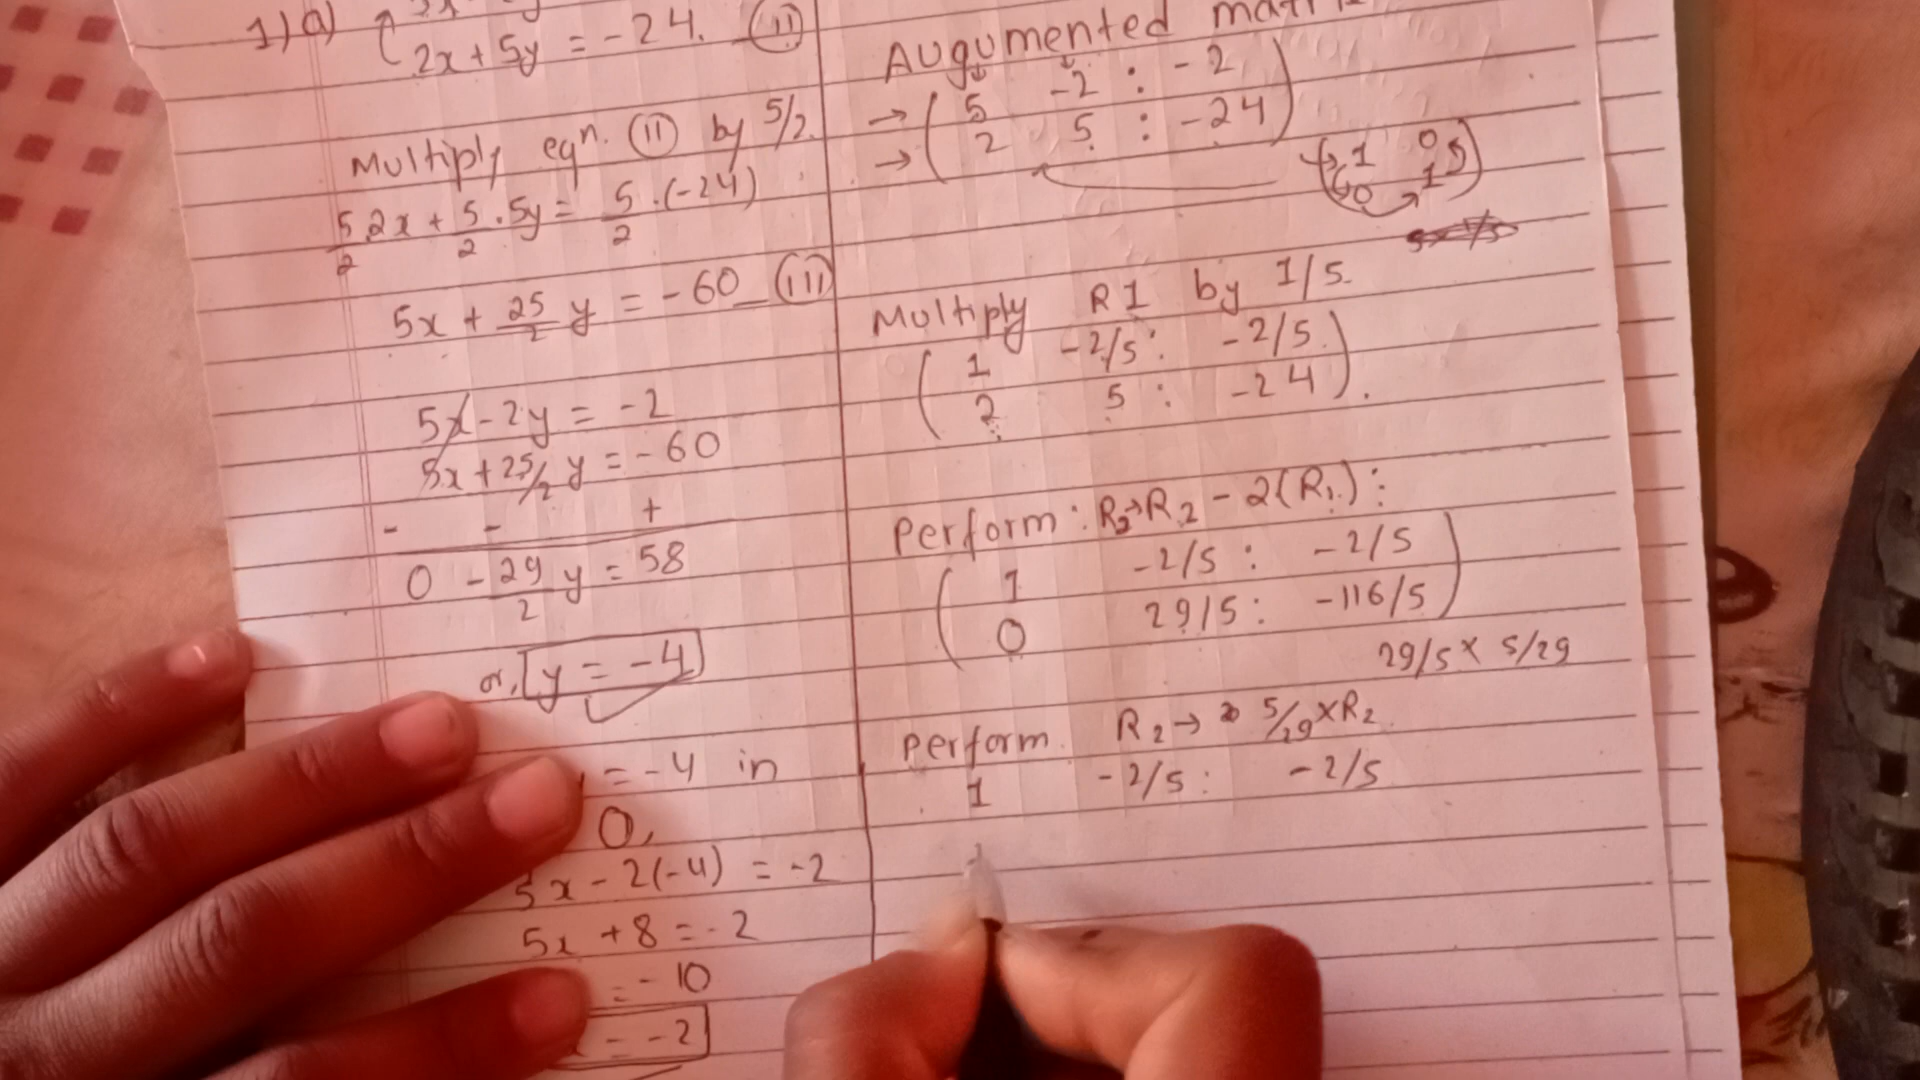 1) a)
2x + 5y = -24. (ii)
Multiply eqn. (ii) by 5/2.
5/2 2x + 5/2 . 5y = 5/2 . (-24)
5x + 25/2 y = -60 (iii)
5x - 2y = -2
5x + 25/2 y = -60
- - +
0 - 29/2 y = 58
or, y = -4
= -4 in
5x - 2(-4) = -2
5x + 8 = -2
= -10
= -2
Augumented
5 -2 : -2
2 5 : -24
1 0
0 1
Multiply R1 by 1/5.
1 -2/5 : -2/5
2 5 : -24
Perform : R2→R2 - 2(R1) :
1 -2/5 : -2/5
0 29/5 : -116/5
29/5 × 5/29
Perform R2 → 5/29 × R2
1 -2/5 : -2/5